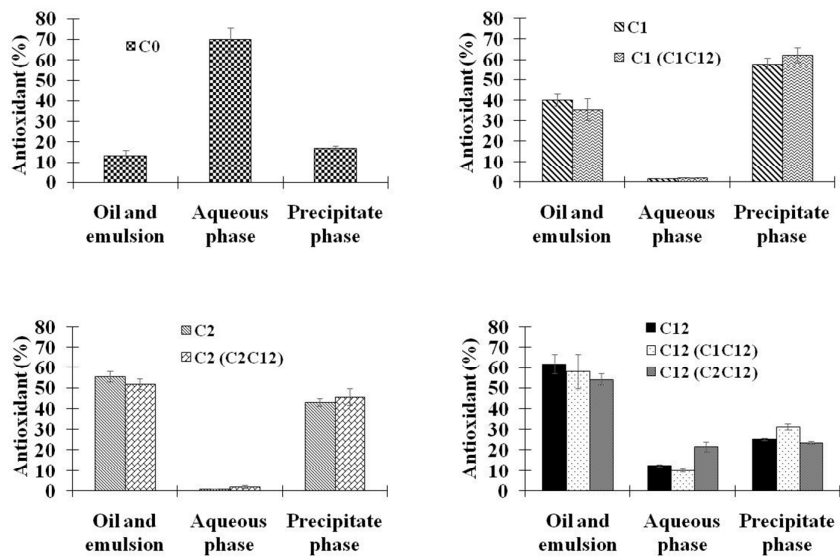 Antioxidant (%)
80
70
60
50
40
30
20
10
0
C0
Oil and emulsion
Aqueous phase
Precipitate phase
Antioxidant (%)
80
70
60
50
40
30
20
10
0
C1
C1 (C1C12)
Oil and emulsion
Aqueous phase
Precipitate phase
Antioxidant (%)
80
70
60
50
40
30
20
10
0
C2
C2 (C2C12)
Oil and emulsion
Aqueous phase
Precipitate phase
Antioxidant (%)
80
70
60
50
40
30
20
10
0
C12
C12 (C1C12)
C12 (C2C12)
Oil and emulsion
Aqueous phase
Precipitate phase